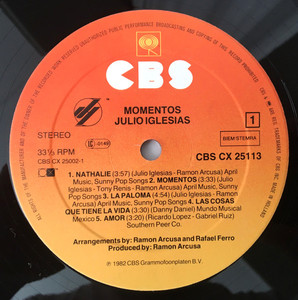 CBS
MOMENTOS
JULIO IGLESIAS
STEREO
33⅓ RPM
CBS CX 25002-1
1
BIEM/STEMRA
CBS CX 25113
1. NATHALIE (3:57) (Julio Iglesias - Ramon Arcusa) April
Music, Sunny Pop Songs 2. MOMENTOS (3:33) (Julio
Iglesias - Tony Renis - Ramon Arcusa) April Music, Sunny
Pop Songs 3. LA PALOMA (4:54) (Julio Iglesias - Ramon
Arcusa) April Music, Sunny Pop Songs 4. LAS COSAS
QUE TIENE LA VIDA (3:30) (Danny Daniel) Mundo Musical
Mexico 5. AMOR (3:20) (Ricardo Lopez - Gabriel Ruiz)
Southern Peer Co.
Arrangements by: Ramon Arcusa and Rafael Ferro
Produced by: Ramon Arcusa
℗ 1982 CBS Grammofoonplaten B.V.